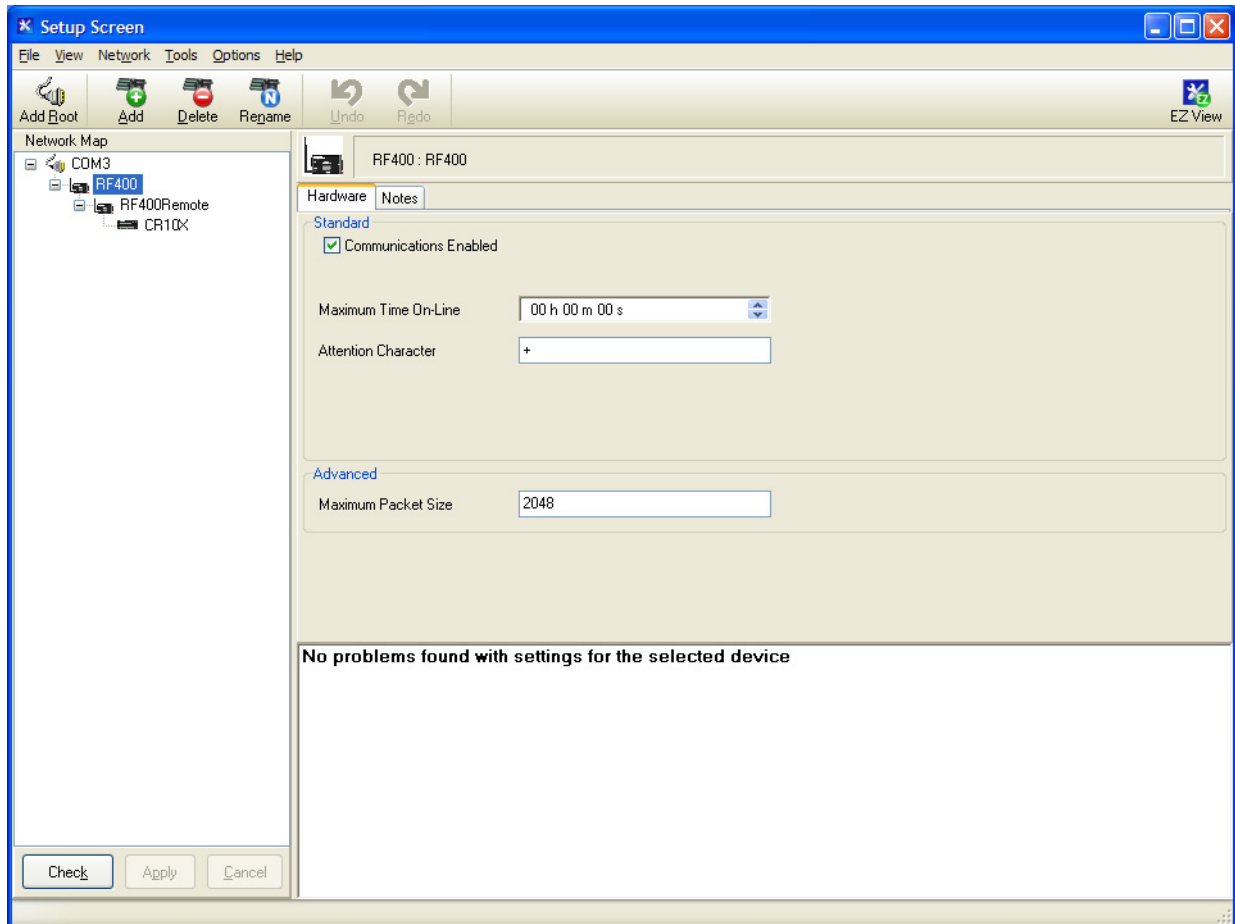 Setup Screen
File View Network Tools Options Help
Add Root Add Delete Rename Undo Redo EZ View
Network Map
COM3
RF400
RF400Remote
CR10X
RF400 : RF400
Hardware Notes
Standard
Communications Enabled
Maximum Time On-Line 00 h 00 m 00 s
Attention Character +
Advanced
Maximum Packet Size 2048
No problems found with settings for the selected device
Check Apply Cancel